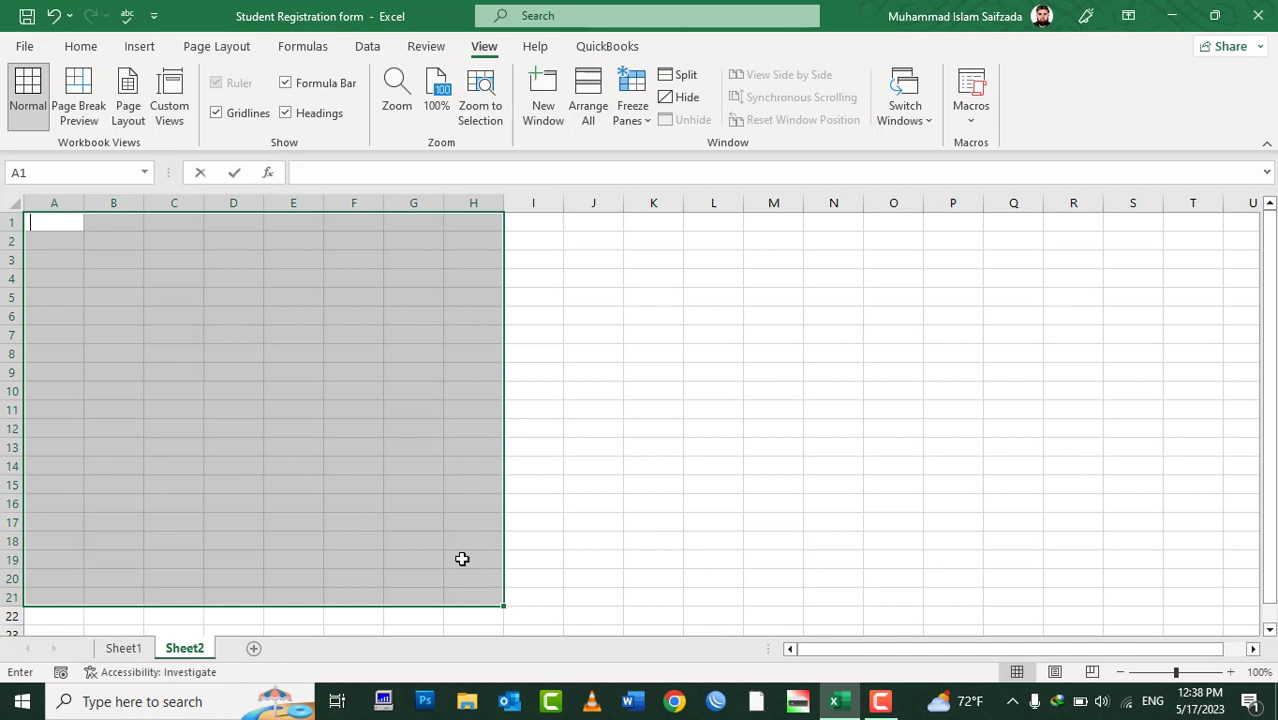 Student Registration form - Excel
Search
Muhammad Islam Saifzada
File Home Insert Page Layout Formulas Data Review View Help QuickBooks
Share
Normal
Page Break Preview
Page Layout
Custom Views
Ruler
Formula Bar
Gridlines
Headings
Zoom
100%
Zoom to Selection
New Window
Arrange All
Freeze Panes
Split
Hide
Unhide
View Side by Side
Synchronous Scrolling
Reset Window Position
Switch Windows
Macros
Workbook Views
Show
Zoom
Window
Macros
A1
fx
A B C D E F G H I J K L M N O P Q R S T U
1
2
3
4
5
6
7
8
9
10
11
12
13
14
15
16
17
18
19
20
21
22
23
Sheet1 Sheet2
Enter
Accessibility: Investigate
100%
Type here to search
72°F
ENG
12:38 PM
5/17/2023